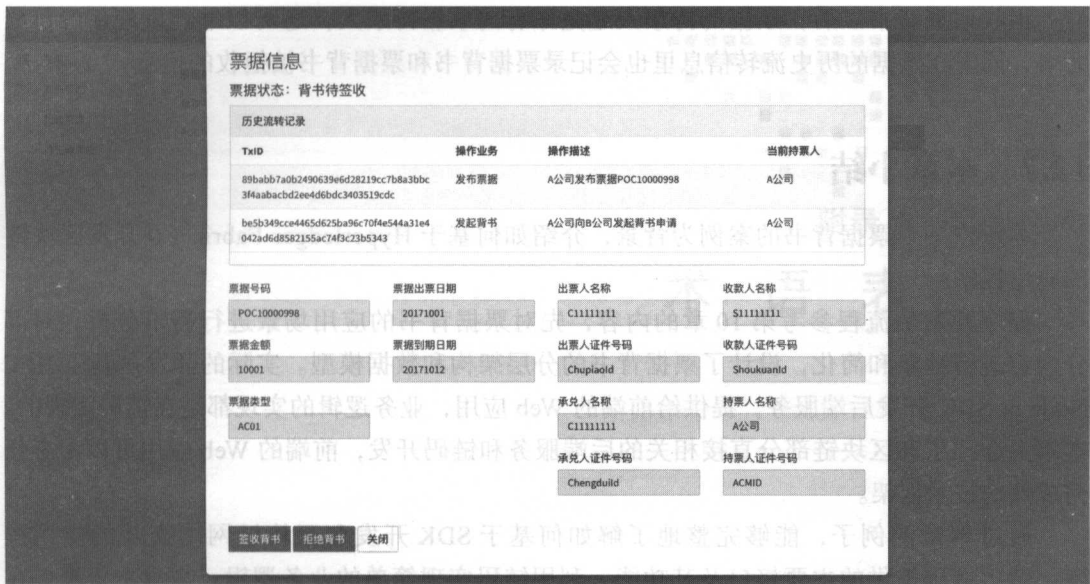 票据信息
票据状态：背书待签收
历史流转记录
TxID 操作业务 操作描述 当前持票人
89babb7a0b2490639e6d28219cc7b8a3bbc
3f4aabacbd2ee4d6bdc3403519cdc
发布票据 A公司发布票据POC10000998 A公司
be5b349cce4465d625ba96c70f4e544a31e4
042ad6d8582155ac74f3c23b5343
发起背书 A公司向B公司发起背书申请 A公司
票据号码 票据出票日期 出票人名称 收款人名称
POC10000998 20171001 C11111111 S11111111
票据金额 票据到期日期 出票人证件号码 收款人证件号码
10001 20171012 ChupiaoId ShoukuanId
票据类型 承兑人名称 持票人名称
AC01 C11111111 A公司
承兑人证件号码 持票人证件号码
ChengduiId ACMID
签收背书 拒绝背书 关闭